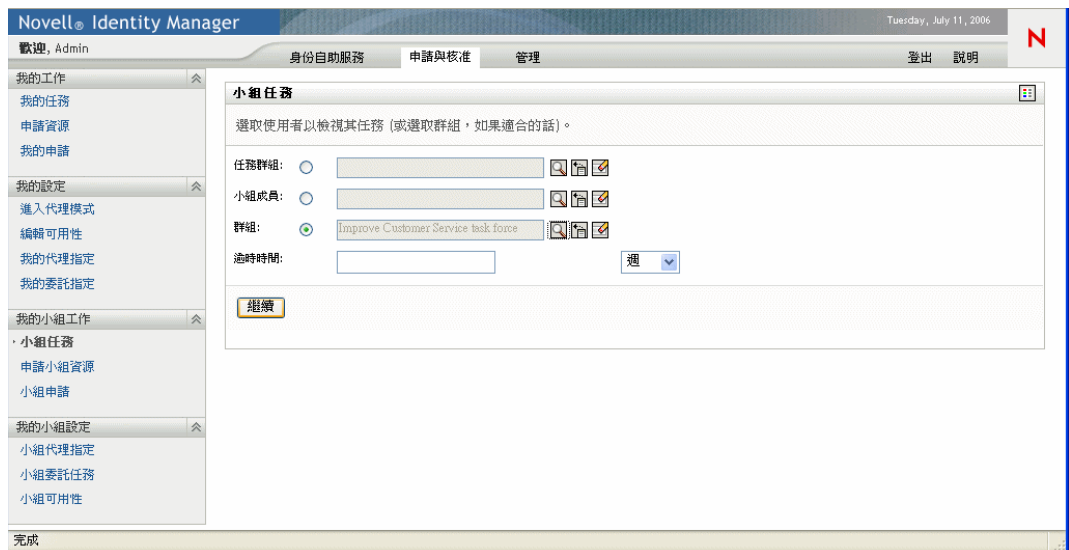 Novell® Identity Manager
Tuesday, July 11, 2006
N
歡迎, Admin
身份自助服務 申請與核准 管理 登出 說明
我的工作
我的任務
申請資源
我的申請
我的設定
進入代理模式
編輯可用性
我的代理指定
我的委託指定
我的小組工作
小組任務
申請小組資源
小組申請
我的小組設定
小組代理指定
小組委託任務
小組可用性
小組任務
選取使用者以檢視其任務 (或選取群組，如果適合的話)。
任務群組:
小組成員:
群組: Improve Customer Service task force
逾時時間: 週
繼續
完成